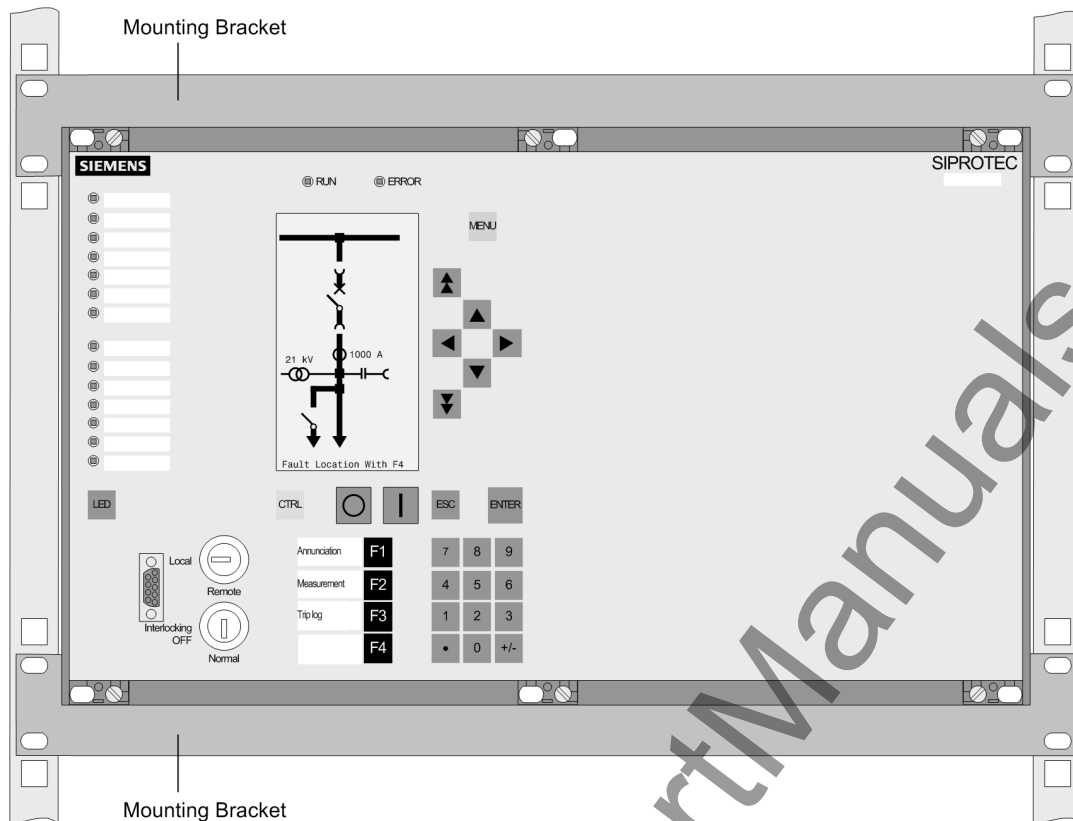 Mounting Bracket
SIEMENS
SIPROTEC
RUN
ERROR
MENU
21 kV
1000 A
Fault Location With F4
LED
CTRL
ESC
ENTER
Annunciation F1
7 8 9
Local
Remote
Measurement F2
4 5 6
Trip log F3
1 2 3
Interlocking
OFF
Normal
F4
• 0 +/-
Mounting Bracket
rtManuals